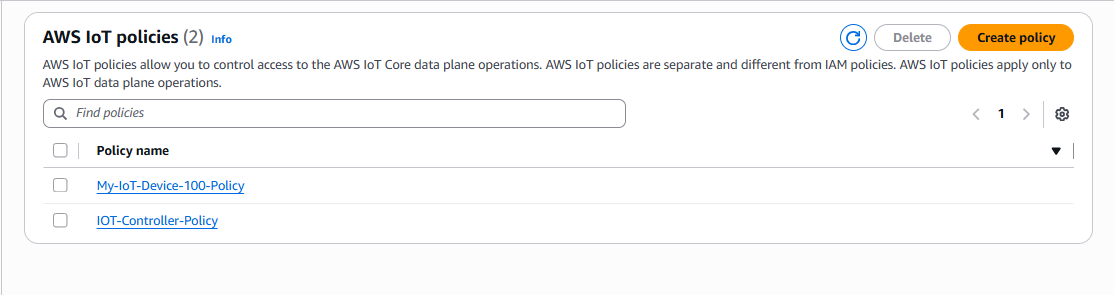 AWS IoT policies (2) Info
Delete
Create policy
AWS IoT policies allow you to control access to the AWS IoT Core data plane operations. AWS IoT policies are separate and different from IAM policies. AWS IoT policies apply only to
AWS IoT data plane operations.
Find policies
1
Policy name
My-IoT-Device-100-Policy
IOT-Controller-Policy